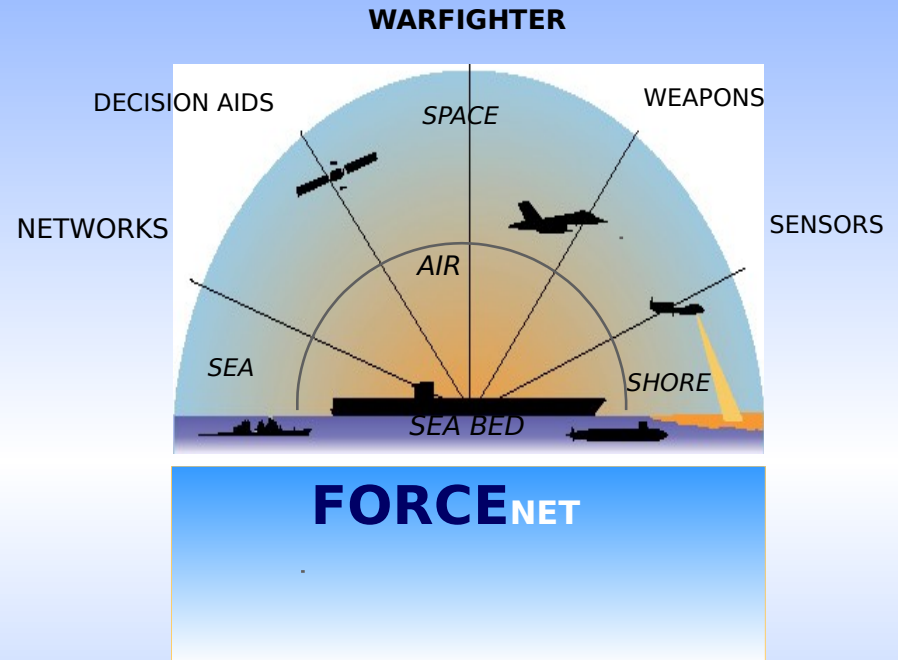 WARFIGHTER
DECISION AIDS
WEAPONS
SPACE
NETWORKS
SENSORS
AIR
SEA
SHORE
SEA BED
FORCENET